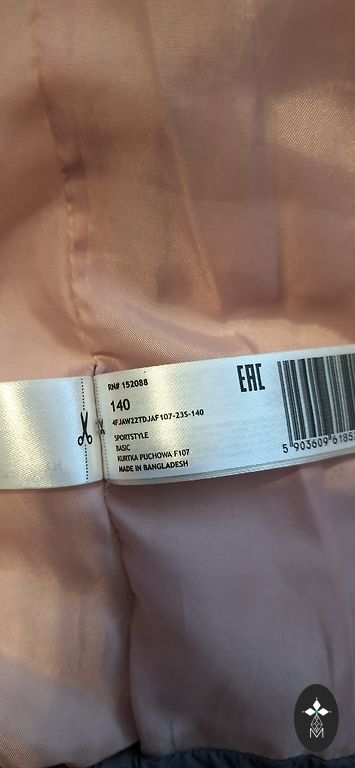 RN# 152088
140
4FJAW22TDJAF107-23S-140
SPORTSTYLE
BASIC
KURTKA PUCHOWA F107
MADE IN BANGLADESH
EAC
5 903609 6185
M